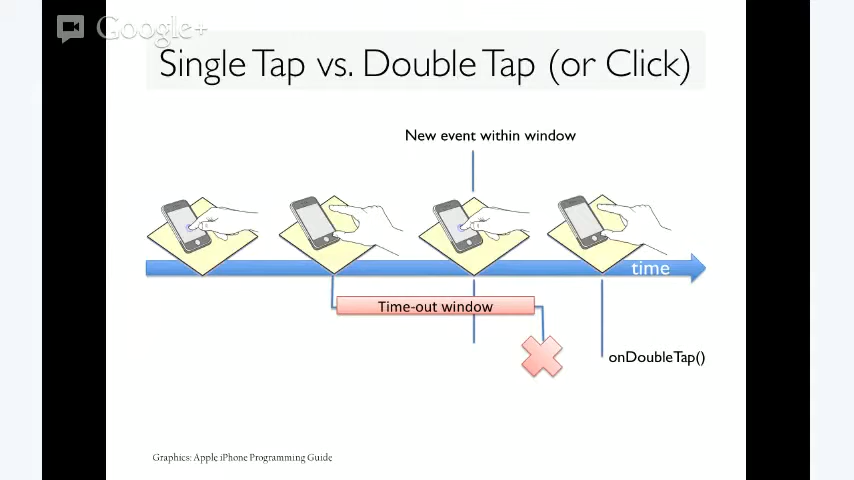 Google+
Single Tap vs. Double Tap (or Click)
New event within window
time
Time-out window
onDoubleTap()
Graphics: Apple iPhone Programming Guide